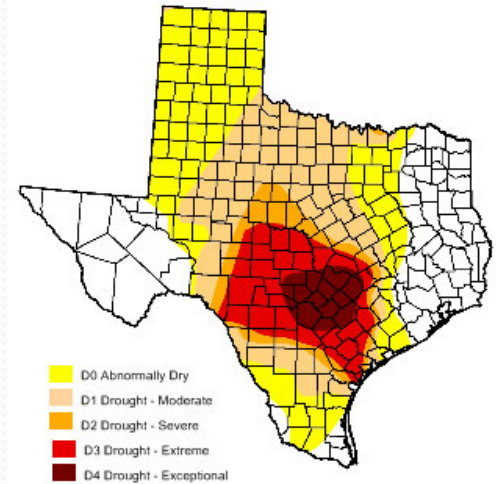 D0 Abnormally Dry
D1 Drought - Moderate
D2 Drought - Severe
D3 Drought - Extreme
D4 Drought - Exceptional